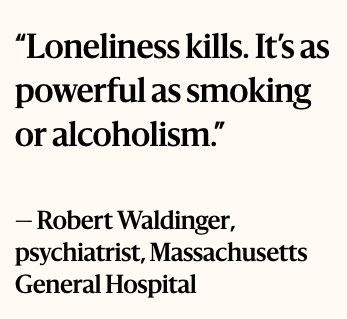 “Loneliness kills. It’s as
powerful as smoking
or alcoholism.”
— Robert Waldinger,
psychiatrist, Massachusetts
General Hospital